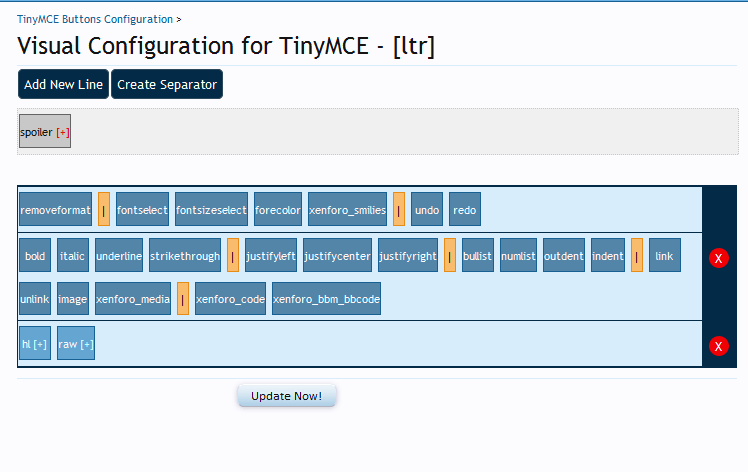 TinyMCE Buttons Configuration >
Visual Configuration for TinyMCE - [ltr]
Add New Line Create Separator
spoiler [+]
removeformat | fontselect fontsizeselect forecolor xenforo_smilies | undo redo
bold italic underline strikethrough | justifyleft justifycenter justifyright | bullist numlist outdent indent | link X
unlink image xenforo_media | xenforo_code xenforo_bbm_bbcode
hl [+] raw [+] X
Update Now!